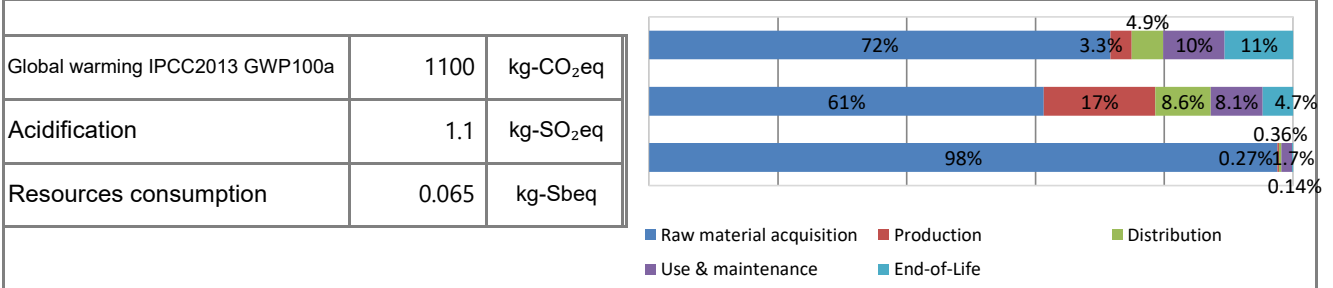 Global warming IPCC2013 GWP100a 1100 kg-CO₂eq
Acidification 1.1 kg-SO₂eq
Resources consumption 0.065 kg-Sbeq
4.9%
72% 3.3% 10% 11%
61% 17% 8.6% 8.1% 4.7%
0.36%
98% 0.27% 1.7%
0.14%
Raw material acquisition Production Distribution
Use & maintenance End-of-Life